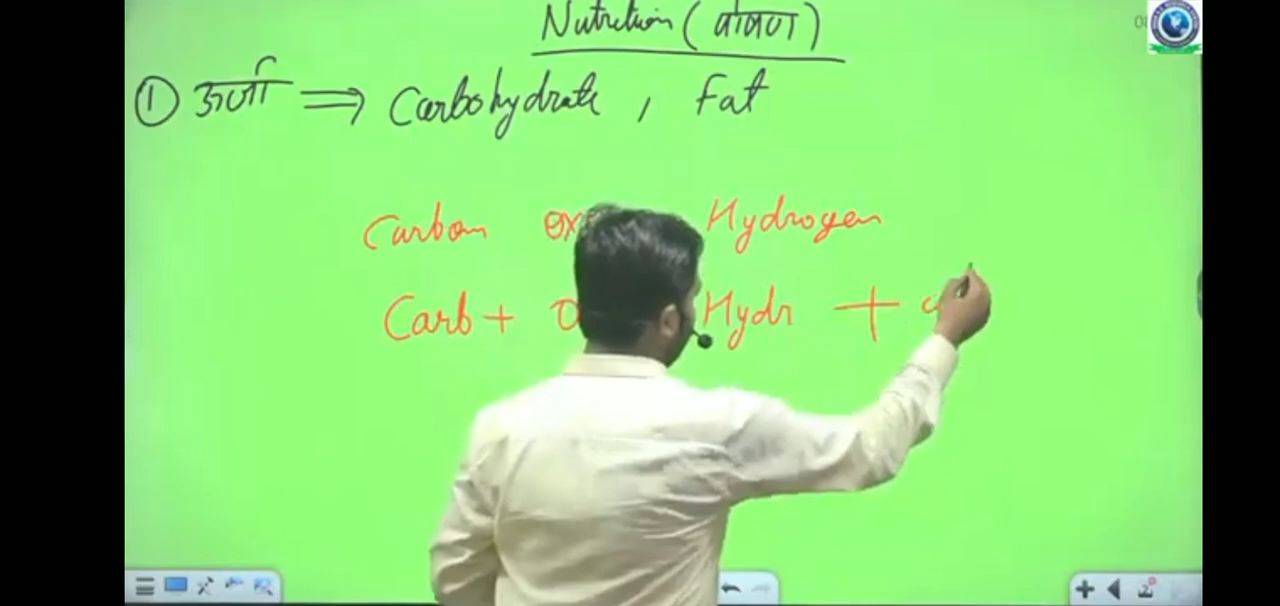 Nutrition (पोषण)
① ऊर्जा ⇒ Carbohydrate , Fat
Carbon Hydrogen
Carb + Hydr +